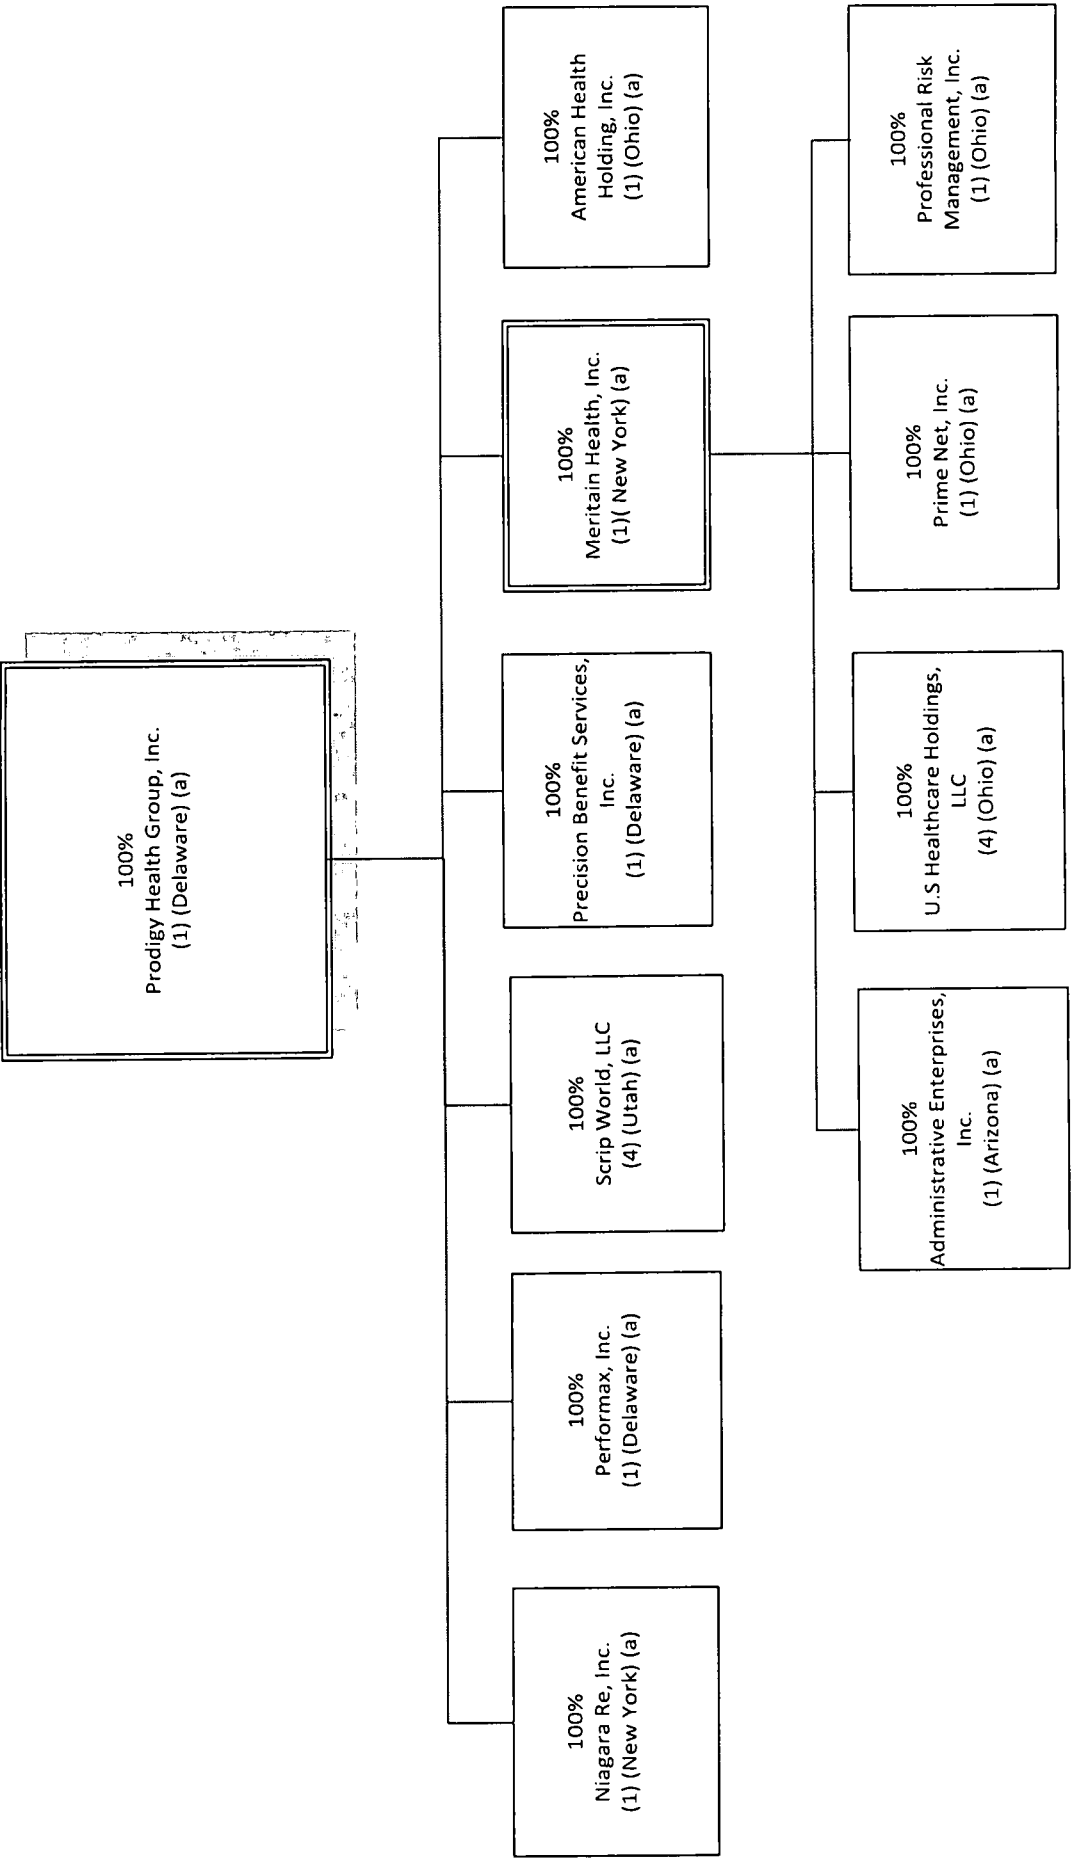 100%
Prodigy Health Group, Inc.
(1) (Delaware) (a)
100%
Niagara Re, Inc.
(1) (New York) (a)
100%
Performax, Inc.
(1) (Delaware) (a)
100%
Scrip World, LLC
(4) (Utah) (a)
100%
Precision Benefit Services,
Inc.
(1) (Delaware) (a)
100%
Meritain Health, Inc.
(1)( New York) (a)
100%
American Health
Holding, Inc.
(1) (Ohio) (a)
100%
Administrative Enterprises,
Inc.
(1) (Arizona) (a)
100%
U.S Healthcare Holdings,
LLC
(4) (Ohio) (a)
100%
Prime Net, Inc.
(1) (Ohio) (a)
100%
Professional Risk
Management, Inc.
(1) (Ohio) (a)